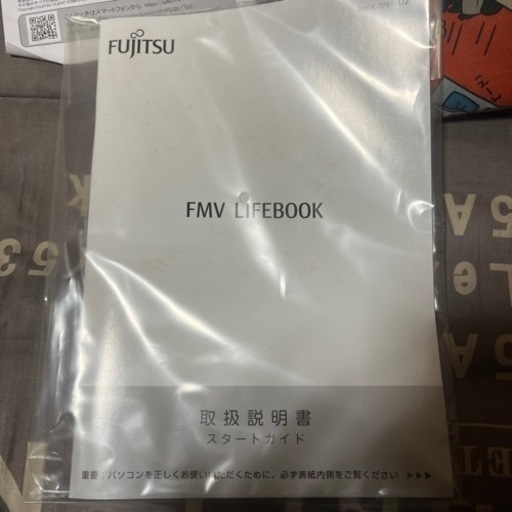 FUJITSU
FMV LIFEBOOK
取扱説明書
スタートガイド
重要：パソコンを正しくお使いいただくために、必ず表紙内側をご覧ください ▶▶▶